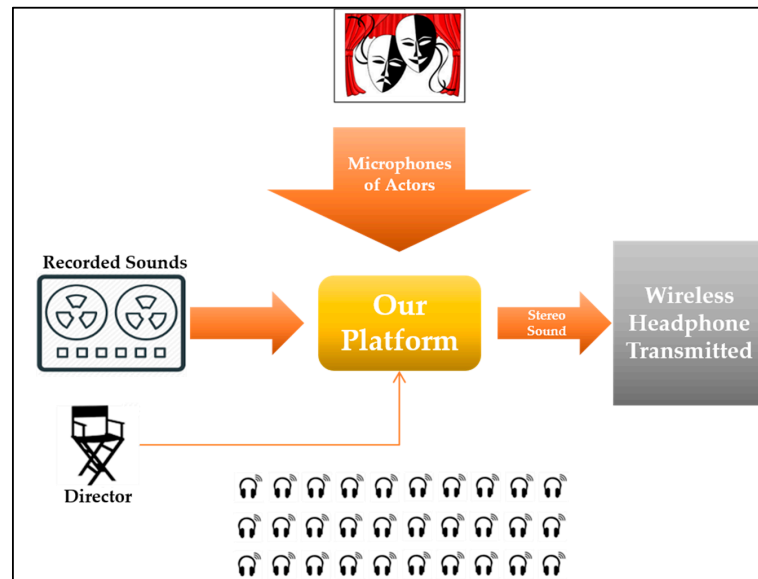 Microphones
of Actors
Recorded Sounds
Our
Platform
Stereo
Sound
Wireless
Headphone
Transmitted
Director